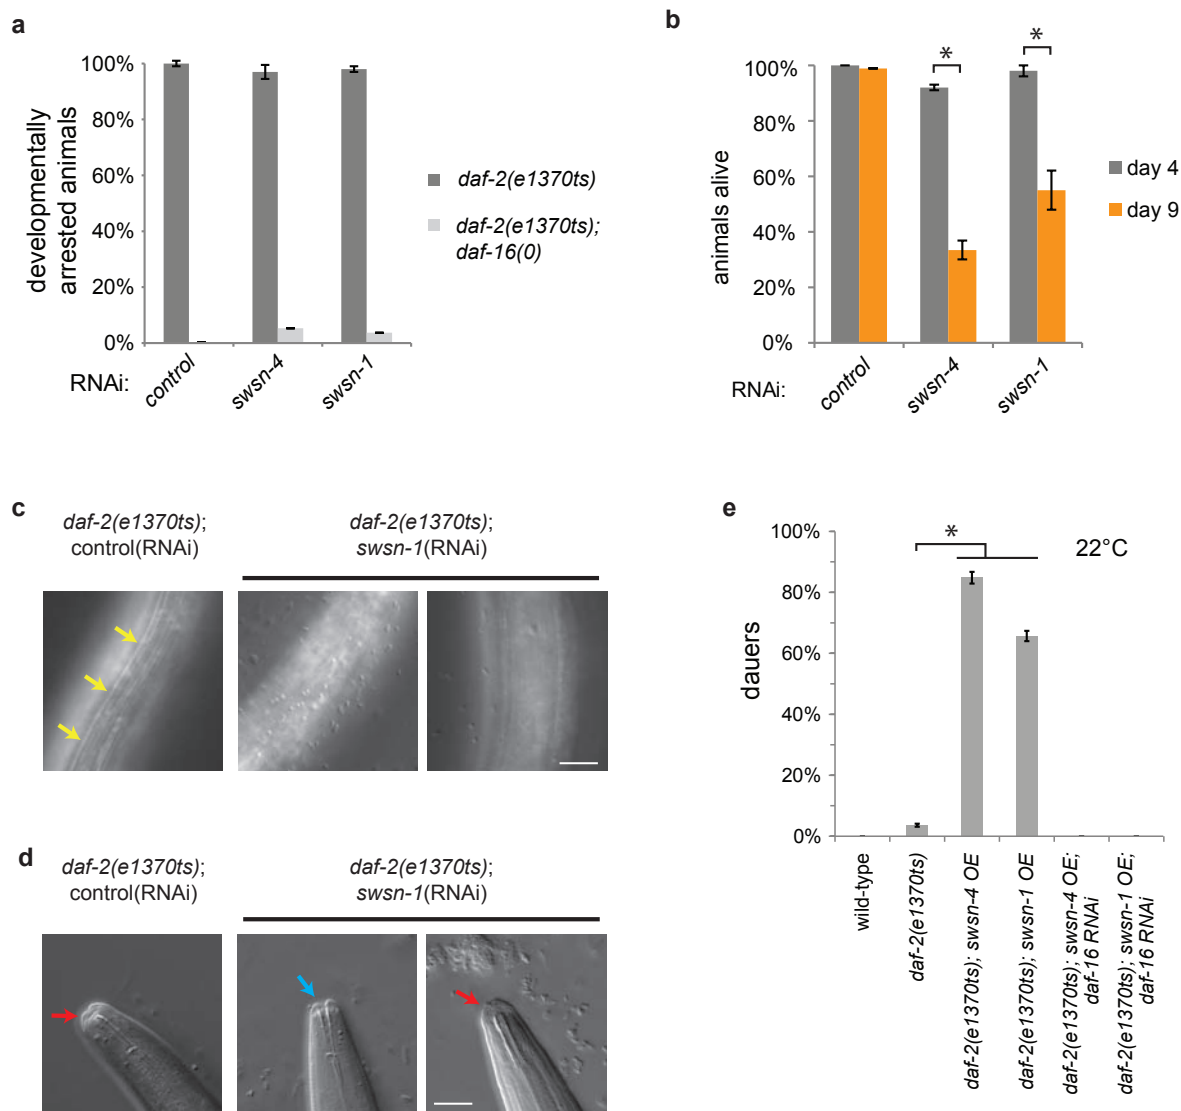 a
100%
80%
60%
40%
20%
0%
developmentally
arrested animals
RNAi:
control
swsn-4
swsn-1
daf-2(e1370ts)
daf-2(e1370ts);
daf-16(0)
b
100%
80%
60%
40%
20%
0%
animals alive
*
*
RNAi:
control
swsn-4
swsn-1
day 4
day 9
c
daf-2(e1370ts);
control(RNAi)
daf-2(e1370ts);
swsn-1(RNAi)
d
daf-2(e1370ts);
control(RNAi)
daf-2(e1370ts);
swsn-1(RNAi)
e
100%
80%
60%
40%
20%
0%
dauers
*
22°C
wild-type
daf-2(e1370ts)
daf-2(e1370ts); swsn-4 OE
daf-2(e1370ts); swsn-1 OE
daf-2(e1370ts); swsn-4 OE;
daf-16 RNAi
daf-2(e1370ts); swsn-1 OE;
daf-16 RNAi